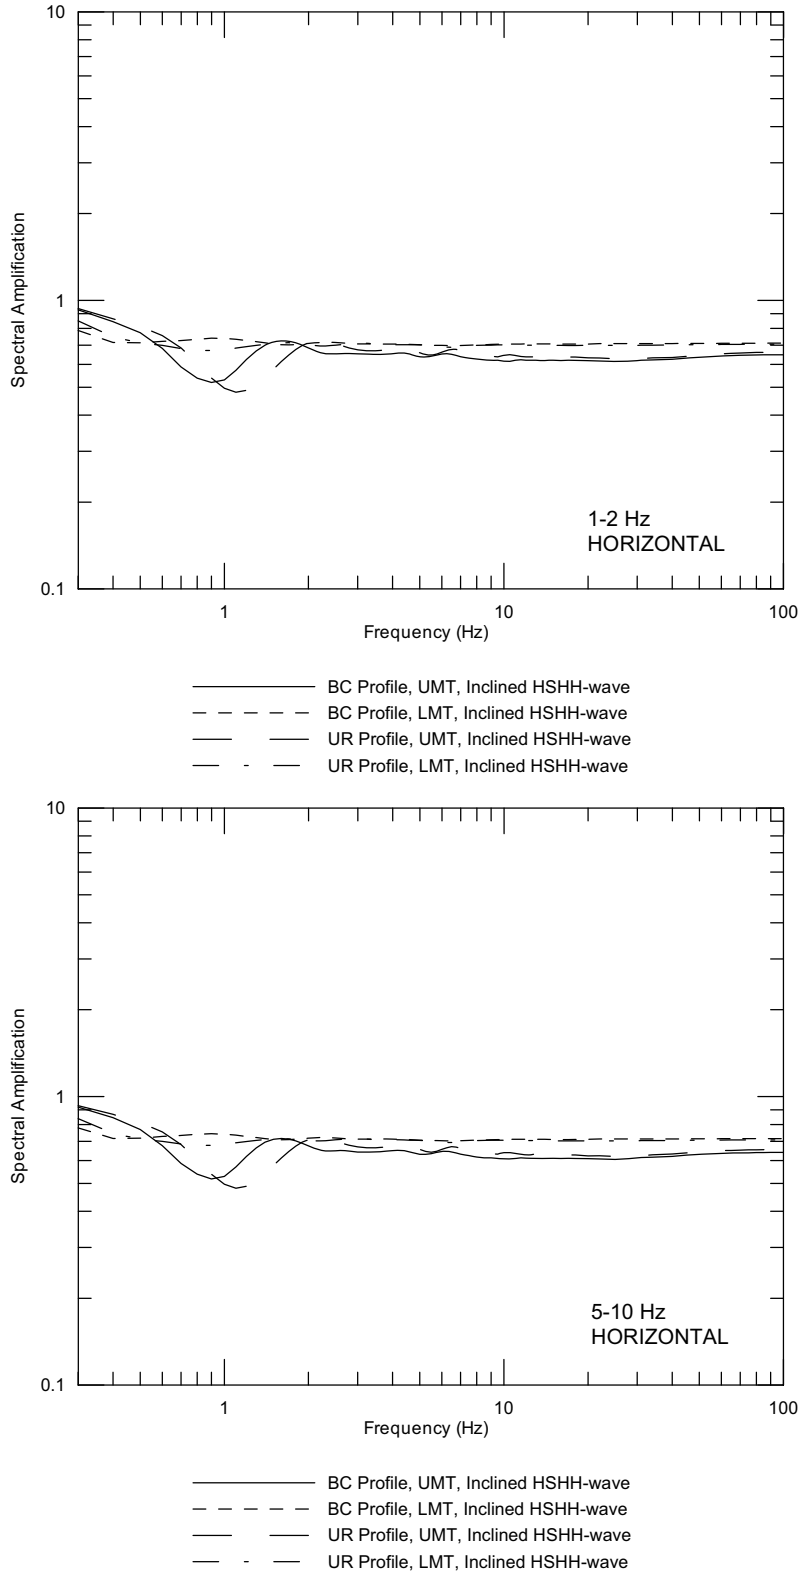 10
1
0.1
Spectral Amplification
1-2 Hz
HORIZONTAL
1
10
100
Frequency (Hz)
BC Profile, UMT, Inclined HSHH-wave
BC Profile, LMT, Inclined HSHH-wave
UR Profile, UMT, Inclined HSHH-wave
UR Profile, LMT, Inclined HSHH-wave
10
1
0.1
Spectral Amplification
5-10 Hz
HORIZONTAL
1
10
100
Frequency (Hz)
BC Profile, UMT, Inclined HSHH-wave
BC Profile, LMT, Inclined HSHH-wave
UR Profile, UMT, Inclined HSHH-wave
UR Profile, LMT, Inclined HSHH-wave